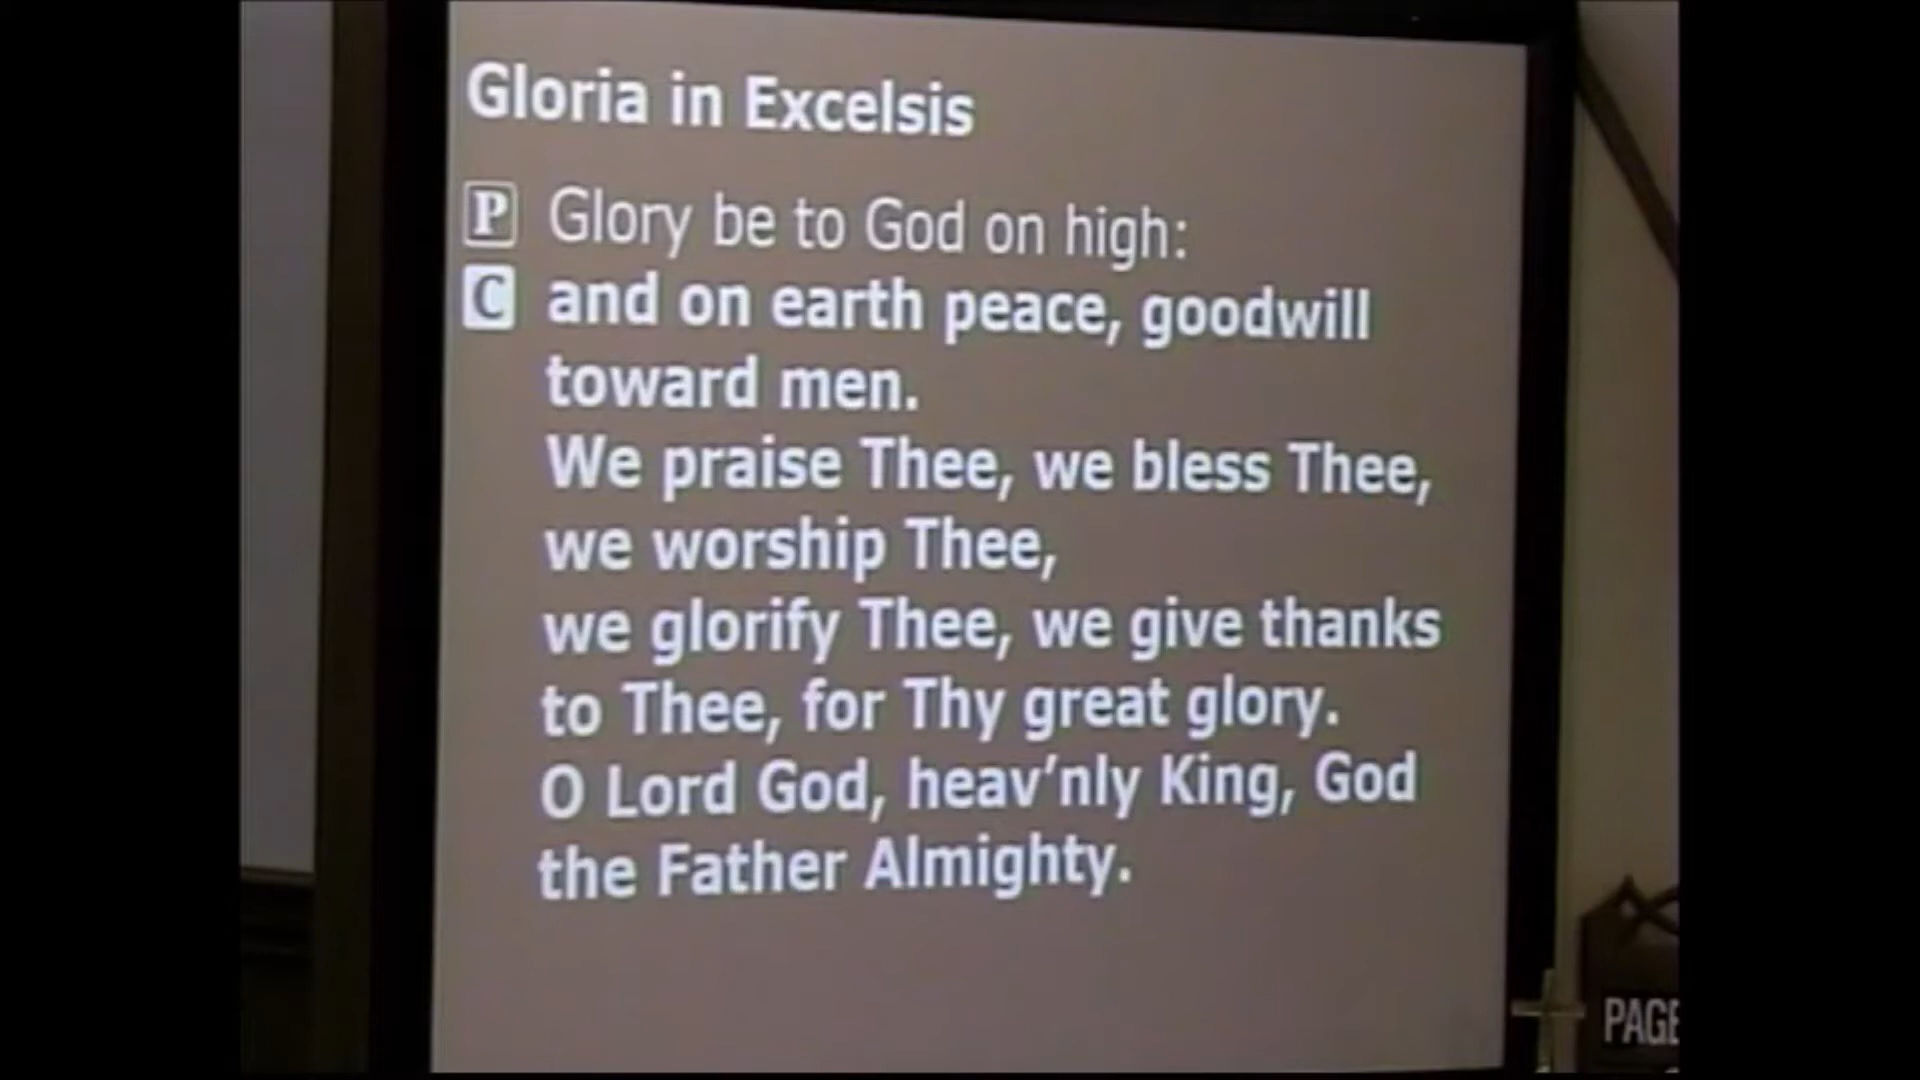 Gloria in Excelsis
P Glory be to God on high:
C and on earth peace, goodwill
toward men.
We praise Thee, we bless Thee,
we worship Thee,
we glorify Thee, we give thanks
to Thee, for Thy great glory.
O Lord God, heav’nly King, God
the Father Almighty.
PAGE